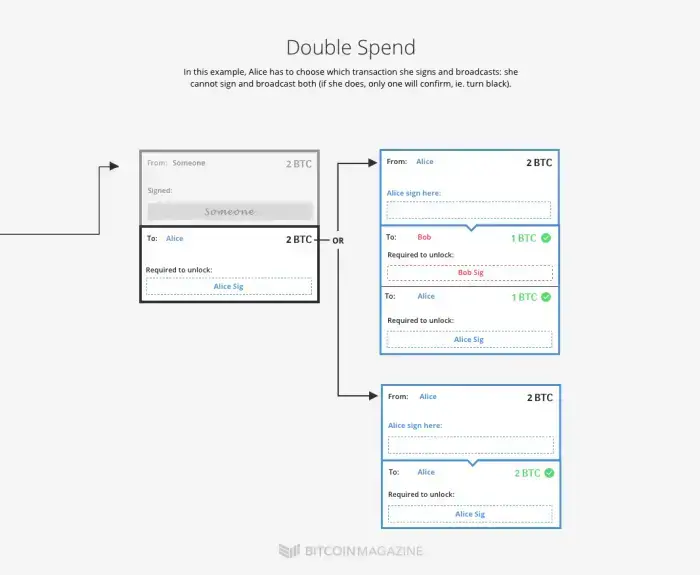 Double Spend
In this example, Alice has to choose which transaction she signs and broadcasts: she
cannot sign and broadcast both (if she does, only one will confirm, ie. turn black).
From: Someone 2 BTC
Signed:
Someone
To: Alice 2 BTC
Required to unlock:
Alice Sig
OR
From: Alice 2 BTC
Alice sign here:
To: Bob 1 BTC
Required to unlock:
Bob Sig
To: Alice 1 BTC
Required to unlock:
Alice Sig
From: Alice 2 BTC
Alice sign here:
To: Alice 2 BTC
Required to unlock:
Alice Sig
BITCOINMAGAZINE